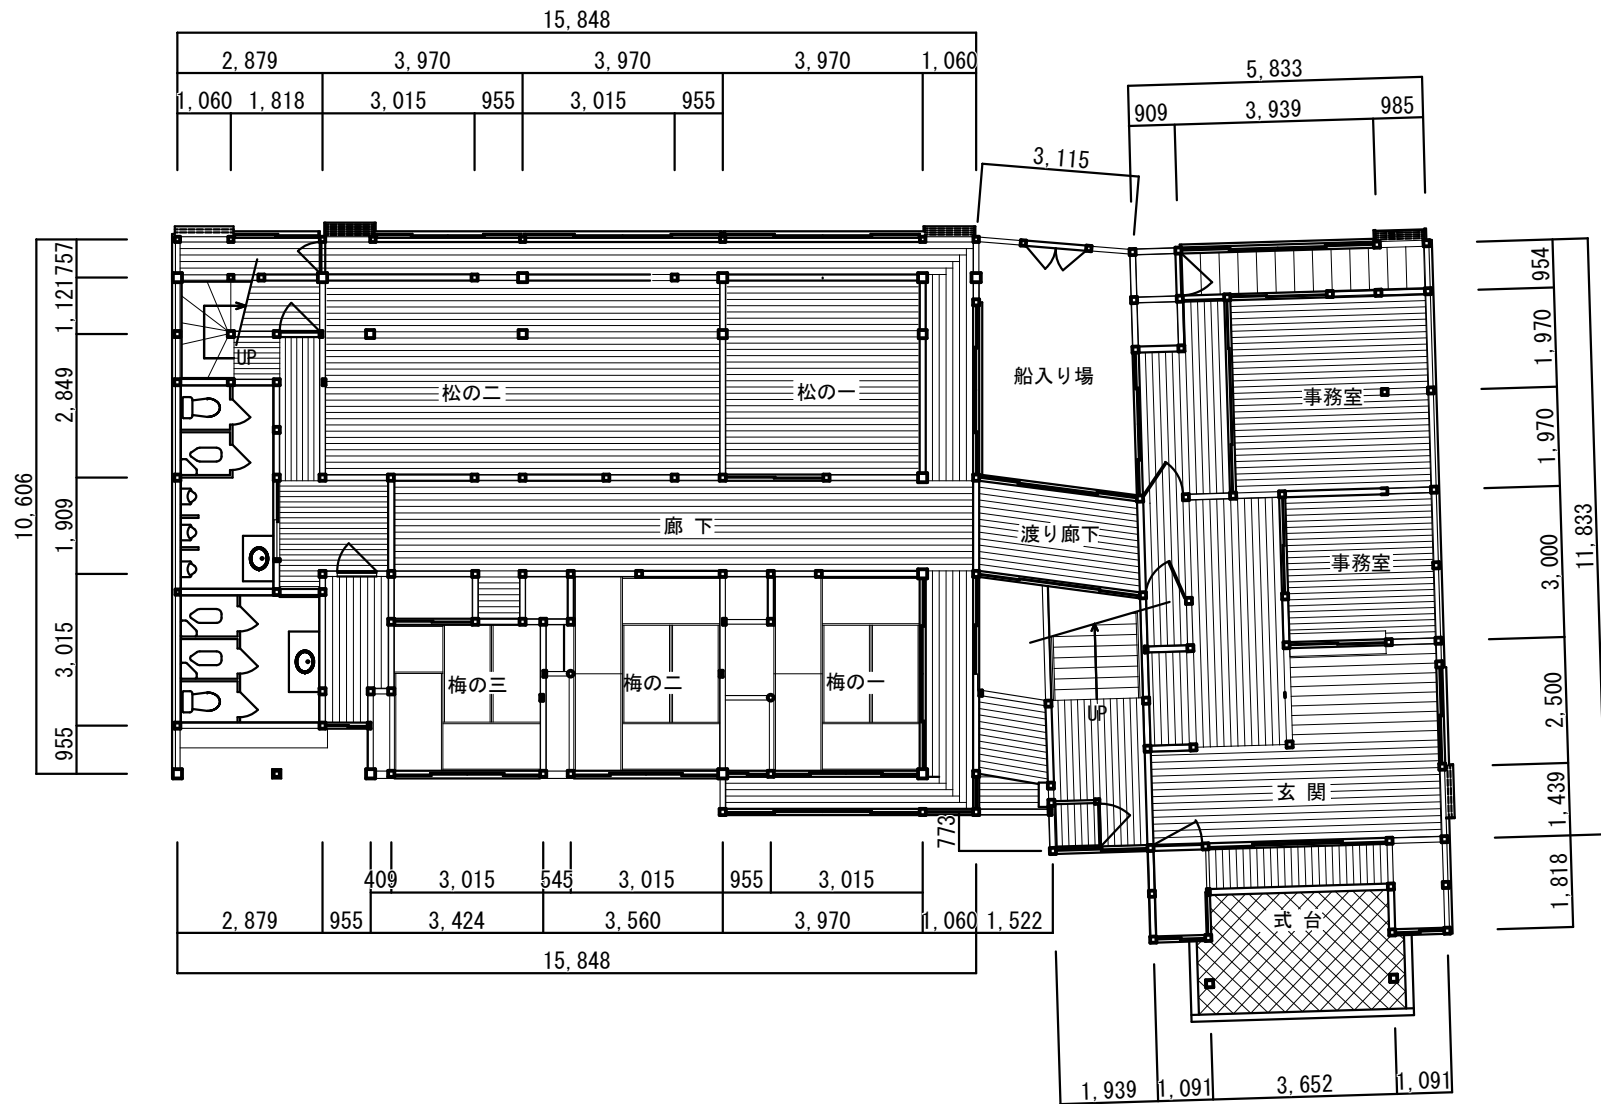 15,848
2,879 3,970 3,970 3,970 1,060
1,060 1,818 3,015 955 3,015 955
5,833
909 3,939 985
3,115
757
1,121
2,849
1,909
3,015
955
10,606
UP
松の二
松の一
船入り場
事務室
廊 下
渡り廊下
事務室
梅の三
梅の二
梅の一
UP
玄 関
式 台
954
1,970
1,970
3,000
2,500
1,439
1,818
11,833
773
409 3,015 545 3,015 955 3,015
2,879 955 3,424 3,560 3,970 1,060 1,522
15,848
1,939 1,091 3,652 1,091